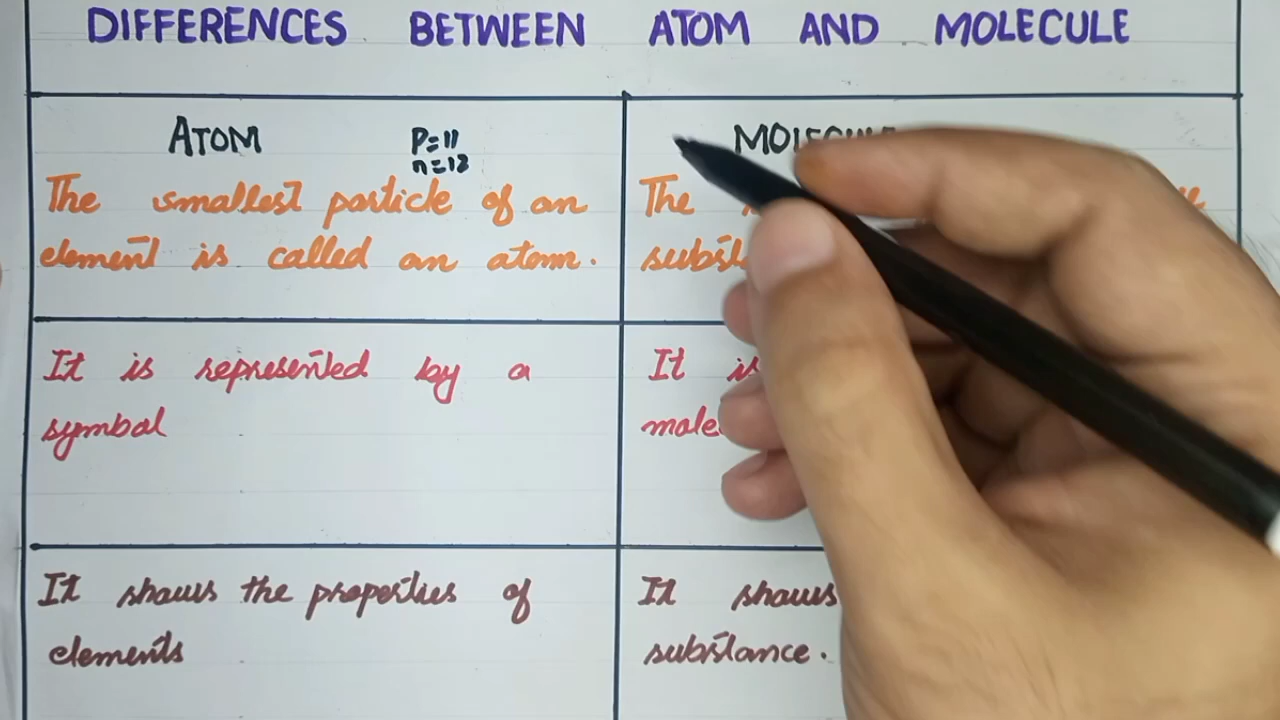 DIFFERENCES BETWEEN ATOM AND MOLECULE
ATOM
P=11
n=12
The smallest particle of an
element is called an atom.
It is represented by a
symbol
It shows the properties of
elements
The
It is
It shows
substance.